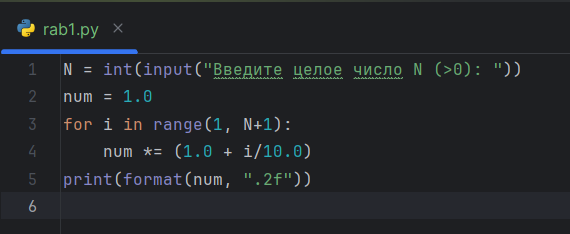 rab1.py
1 N = int(input("Введите целое число N (>0): "))
2 num = 1.0
3 for i in range(1, N+1):
4     num *= (1.0 + i/10.0)
5 print(format(num, ".2f"))
6